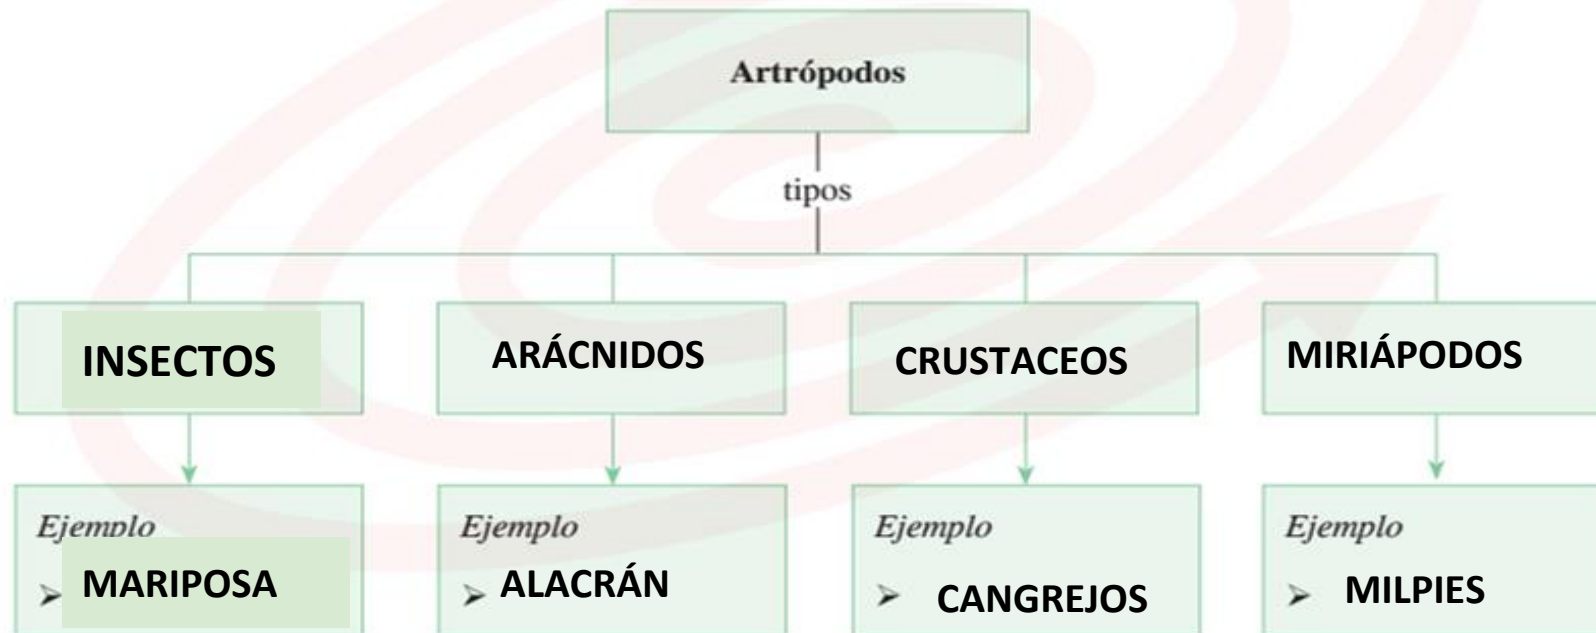 Artrópodos
tipos
INSECTOS
ARÁCNIDOS
CRUSTACEOS
MIRIÁPODOS
Ejemplo
➢ MARIPOSA
Ejemplo
➢ ALACRÁN
Ejemplo
➢ CANGREJOS
Ejemplo
➢ MILPIES